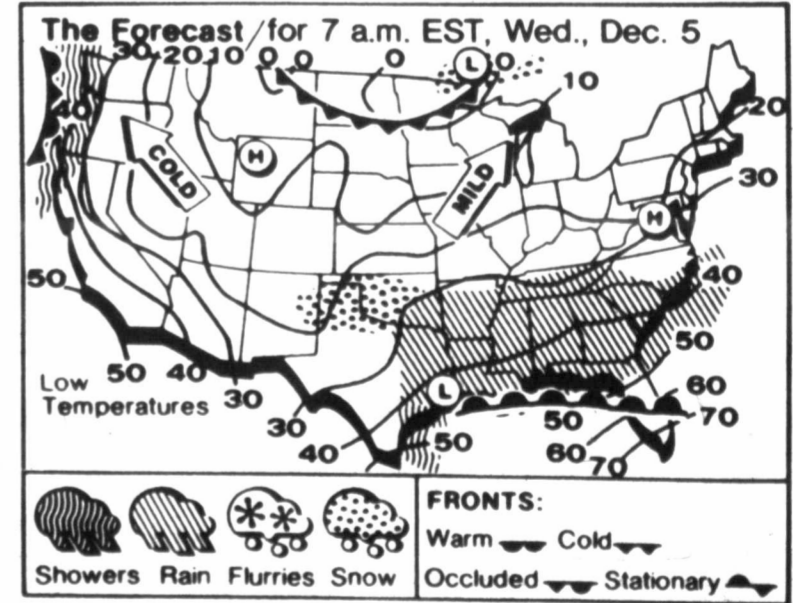 The Forecast/for 7 a.m. EST, Wed., Dec. 5
30 20 10 0 0 0 L 0
10
40
20
COLD
H
MILD
30
H
50
40
50
50 40
30
Low
Temperatures
L
50
60
70
30
40
50
60
70
Showers Rain Flurries Snow
FRONTS:
Warm Cold
Occluded Stationary